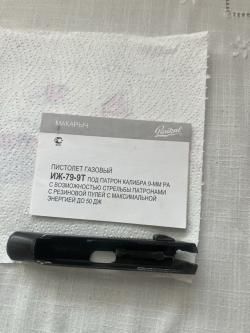 МАКАРЫЧ
Baikal
ПИСТОЛЕТ ГАЗОВЫЙ
ИЖ-79-9Т ПОД ПАТРОН КАЛИБРА 9-ММ РА
С ВОЗМОЖНОСТЬЮ СТРЕЛЬБЫ ПАТРОНАМИ
С РЕЗИНОВОЙ ПУЛЕЙ С МАКСИМАЛЬНОЙ
ЭНЕРГИЕЙ ДО 50 ДЖ